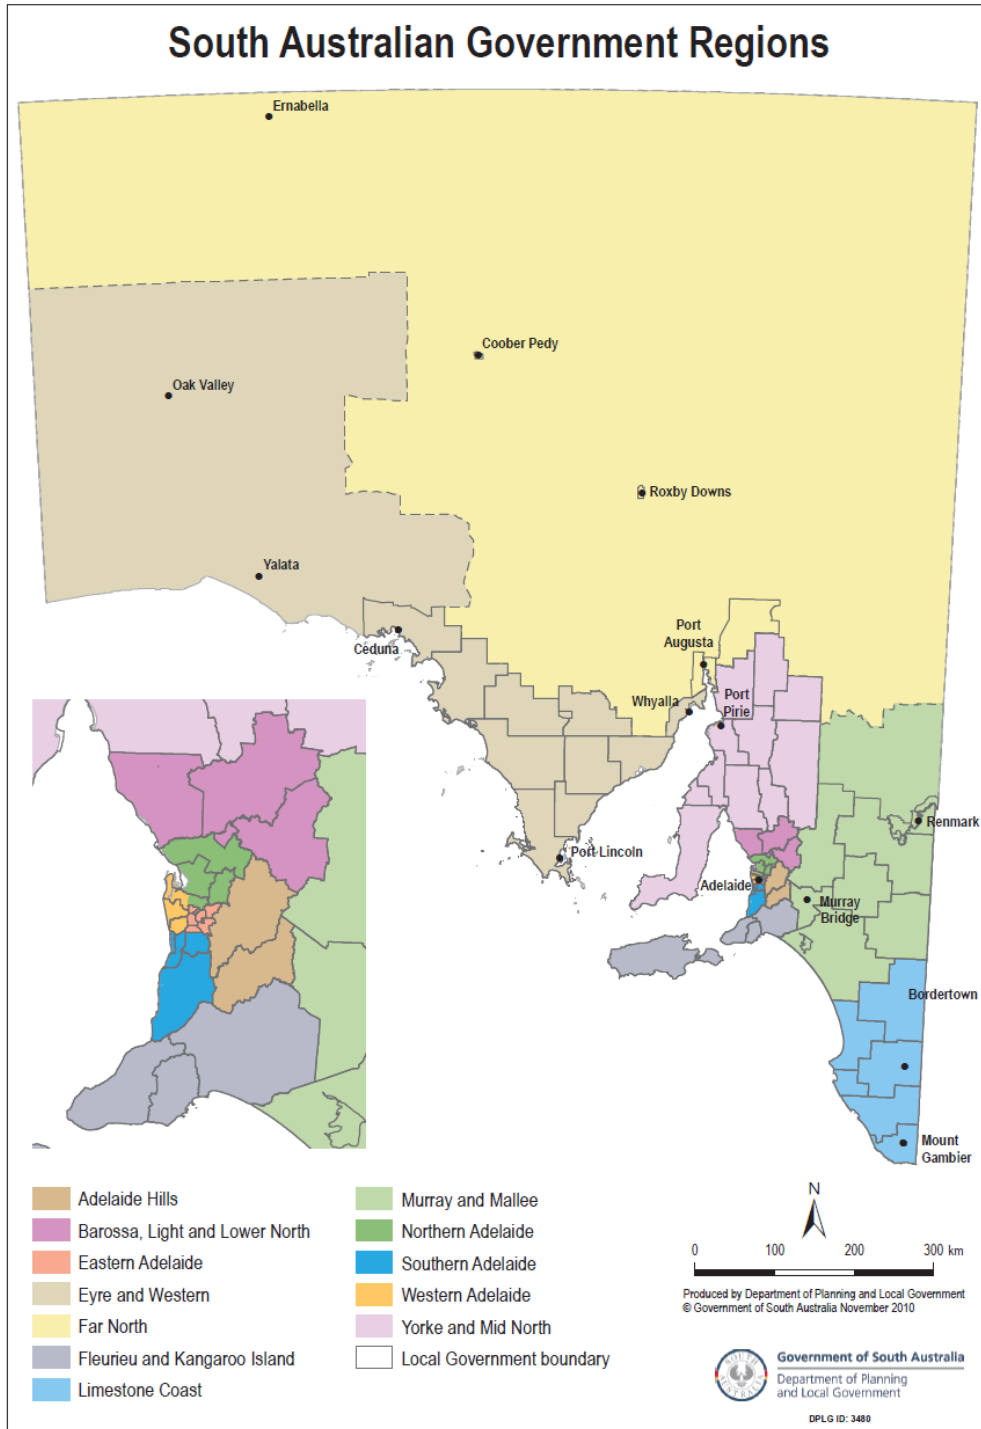 South Australian Government Regions
Ernabella
Coober Pedy
Oak Valley
Roxby Downs
Yalata
Port
Augusta
Ceduna
Whyalla
Port
Pirie
Renmark
Port Lincoln
Adelaide
Murray
Bridge
Bordertown
Mount
Gambier
Adelaide Hills
Barossa, Light and Lower North
Eastern Adelaide
Eyre and Western
Far North
Fleurieu and Kangaroo Island
Limestone Coast
Murray and Mallee
Northern Adelaide
Southern Adelaide
Western Adelaide
Yorke and Mid North
Local Government boundary
N
0 100 200 300 km
Produced by Department of Planning and Local Government
© Government of South Australia November 2010
SOUTH AUSTRALIA
Government of South Australia
Department of Planning
and Local Government
DPLG ID: 3480